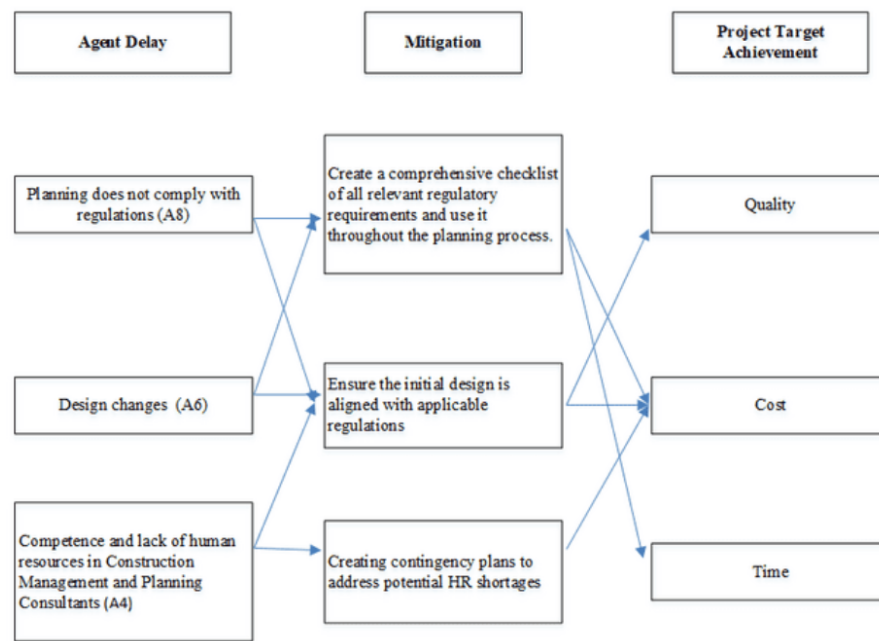 Agent Delay
Mitigation
Project Target
Achievement
Planning does not comply with
regulations (A8)
Create a comprehensive checklist
of all relevant regulatory
requirements and use it
throughout the planning process.
Quality
Design changes (A6)
Ensure the initial design is
aligned with applicable
regulations
Cost
Competence and lack of human
resources in Construction
Management and Planning
Consultants (A4)
Creating contingency plans to
address potential HR shortages
Time